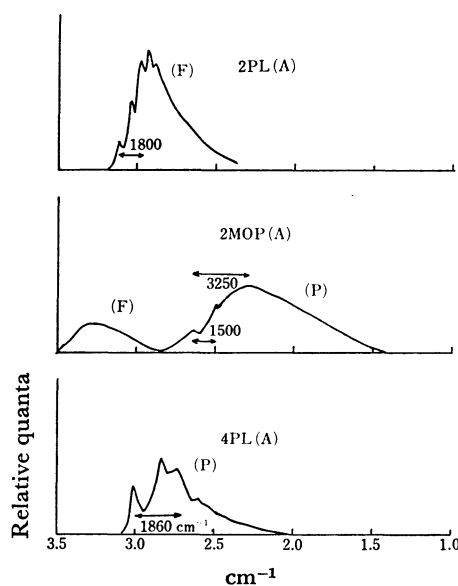 (F)
2PL(A)
1800
2MOP(A)
3250
(F)
(P)
1500
4PL(A)
(P)
1860 cm⁻¹
Relative quanta
3.5 3.0 2.5 2.0 1.5 1.0
cm⁻¹